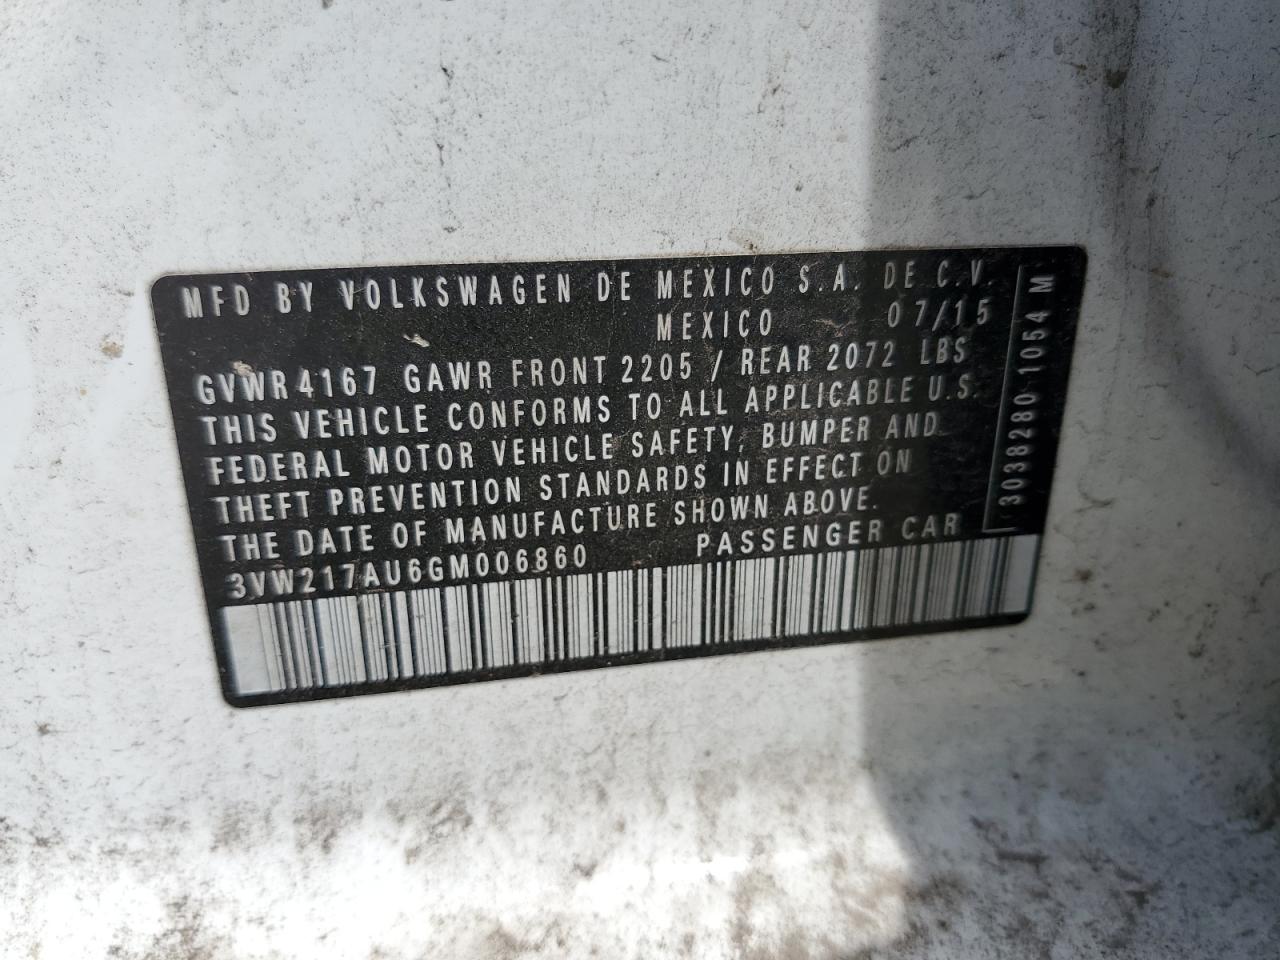 MFD BY VOLKSWAGEN DE MEXICO S.A. DE C.V.
MEXICO 07/15
GVWR 4167 GAWR FRONT 2205 / REAR 2072 LBS
THIS VEHICLE CONFORMS TO ALL APPLICABLE U.S.
FEDERAL MOTOR VEHICLE SAFETY, BUMPER AND
THEFT PREVENTION STANDARDS IN EFFECT ON
THE DATE OF MANUFACTURE SHOWN ABOVE.
3VW217AU6GM006860 PASSENGER CAR
3038280 1054 M